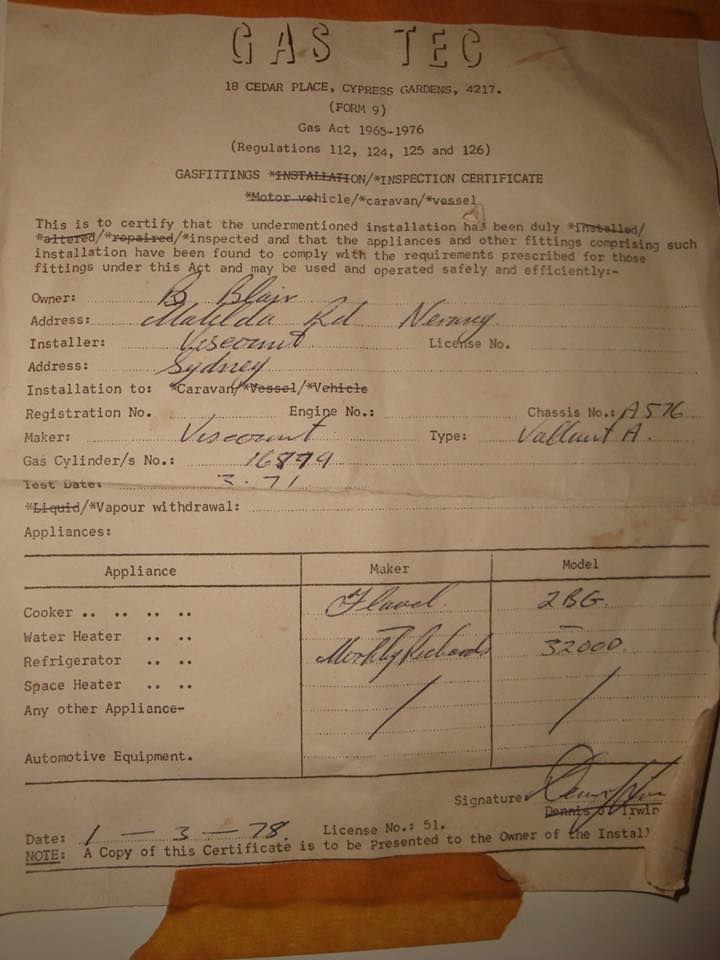 GAS TEC
18 CEDAR PLACE, CYPRESS GARDENS, 4217.
(FORM 9)
Gas Act 1965-1976
(Regulations 112, 124, 125 and 126)
GASFITTINGS *INSTALLATION/*INSPECTION CERTIFICATE
*Motor vehicle/*caravan/*vessel
This is to certify that the undermentioned installation has been duly *installed/
*altered/*repaired/*inspected and that the appliances and other fittings comprising such
installation have been found to comply with the requirements prescribed for those
fittings under this Act and may be used and operated safely and efficiently:-
Owner: B Blair
Address: Matilda Rd Nerang
Installer: Viscount License No.
Address: Sydney
Installation to: *Caravan/*Vessel/*Vehicle
Registration No. Engine No.: Chassis No.: A576
Maker: Viscount Type: Valiant A.
Gas Cylinder/s No.: 16879
Test Date: 3.71
*Liquid/*Vapour withdrawal:
Appliances:
Appliance Maker Model
Cooker .. .. .. .. Flavel 2BG.
Water Heater .. .. —
Refrigerator .. .. Morphy Richards 3200D.
Space Heater .. ..
Any other Appliance- / /
Automotive Equipment.
Signature
Dennis J Irwin
Date: 1 — 3 — 78. License No.: 51.
NOTE: A Copy of this Certificate is to be Presented to the Owner of the Instal